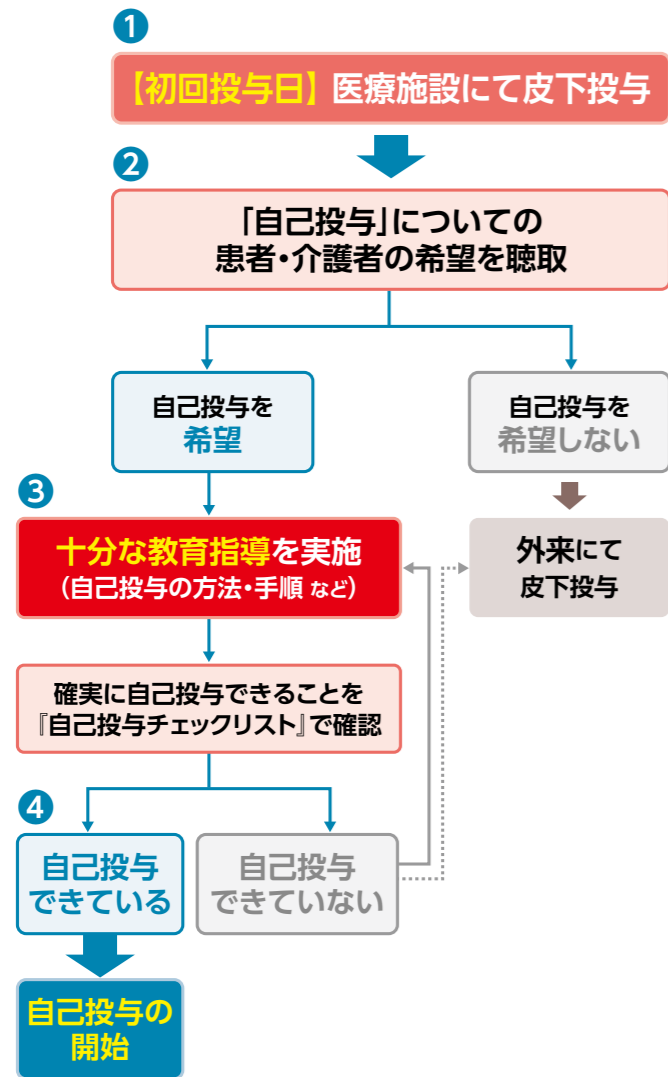 ❶
【初回投与日】 医療施設にて皮下投与
❷
「自己投与」についての
患者・介護者の希望を聴取
自己投与を
希望
自己投与を
希望しない
❸
十分な教育指導を実施
（自己投与の方法・手順 など）
外来にて
皮下投与
確実に自己投与できることを
『自己投与チェックリスト』で確認
❹
自己投与
できている
自己投与
できていない
自己投与の
開始